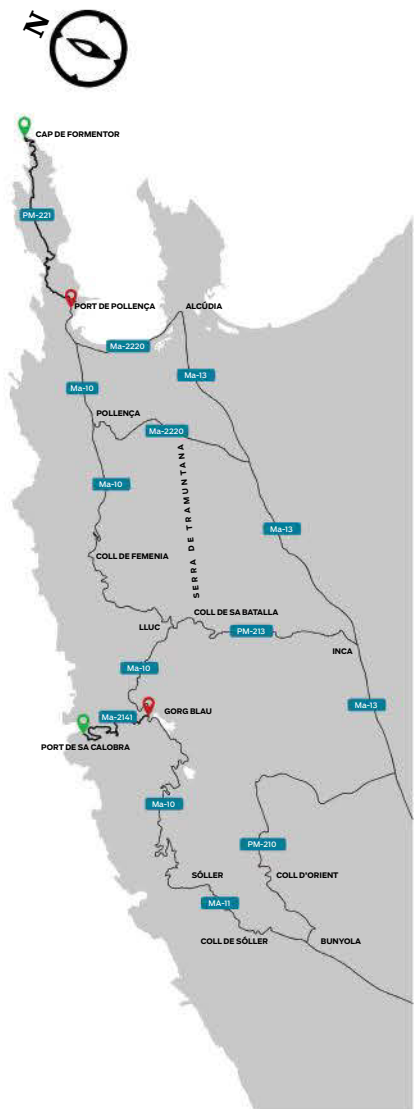 N
CAP DE FORMENTOR
PM-221
PORT DE POLLENÇA
ALCÚDIA
Ma-2220
Ma-13
Ma-10
POLLENÇA
Ma-2220
Ma-10
SERRA DE TRAMUNTANA
Ma-13
COLL DE FEMENIA
COLL DE SA BATALLA
LLUC
PM-213
INCA
Ma-10
Ma-13
GORG BLAU
Ma-2141
PORT DE SA CALOBRA
Ma-10
PM-210
SÓLLER
COLL D'ORIENT
MA-11
COLL DE SÓLLER
BUNYOLA